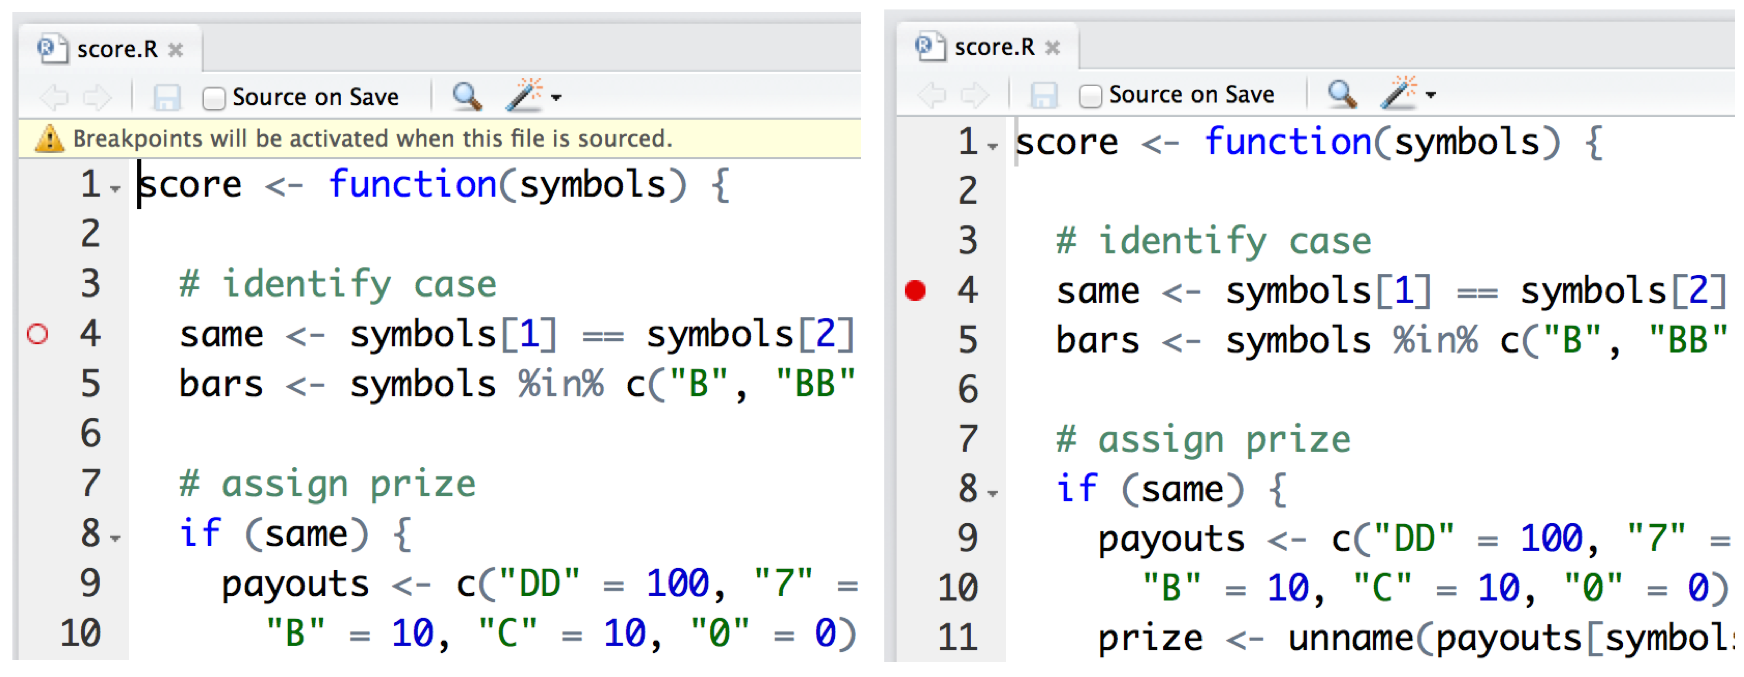 score.R
Source on Save
Breakpoints will be activated when this file is sourced.
1 score <- function(symbols) {
2
3 # identify case
4 same <- symbols[1] == symbols[2]
5 bars <- symbols %in% c("B", "BB"
6
7 # assign prize
8 if (same) {
9 payouts <- c("DD" = 100, "7" =
10 "B" = 10, "C" = 10, "0" = 0)
score.R
Source on Save
1 score <- function(symbols) {
2
3 # identify case
4 same <- symbols[1] == symbols[2]
5 bars <- symbols %in% c("B", "BB"
6
7 # assign prize
8 if (same) {
9 payouts <- c("DD" = 100, "7" =
10 "B" = 10, "C" = 10, "0" = 0)
11 prize <- unname(payouts[symbols